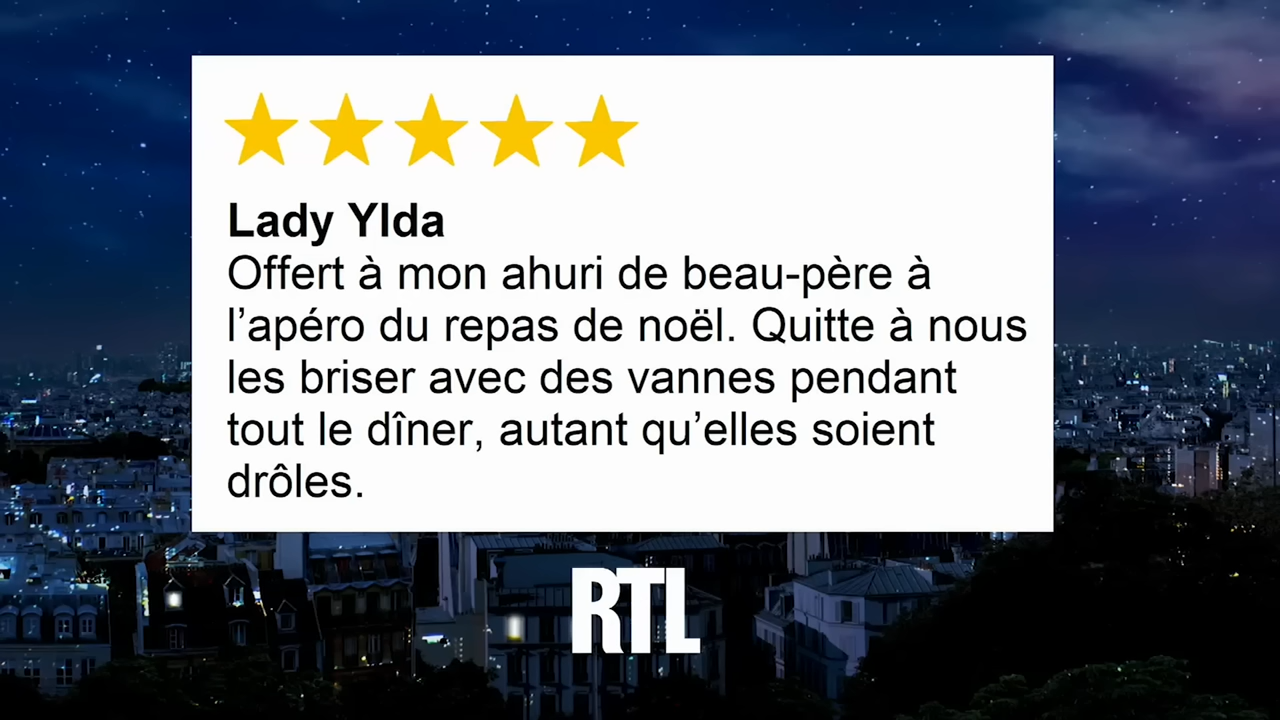 Lady Ylda
Offert à mon ahuri de beau-père à
l’apéro du repas de noël. Quitte à nous
les briser avec des vannes pendant
tout le dîner, autant qu’elles soient
drôles.
RTL